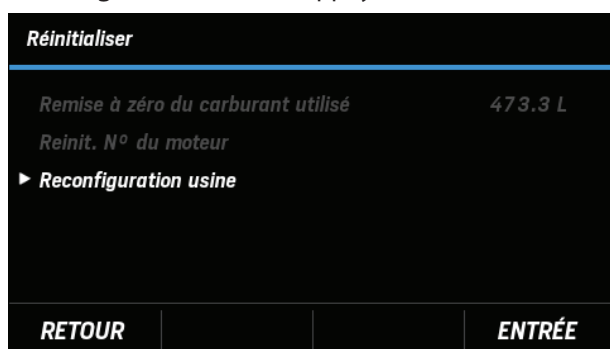 Réinitialiser
Remise à zéro du carburant utilisé 473.3 L
Reinit. Nº du moteur
▶ Reconfiguration usine
RETOUR ENTRÉE